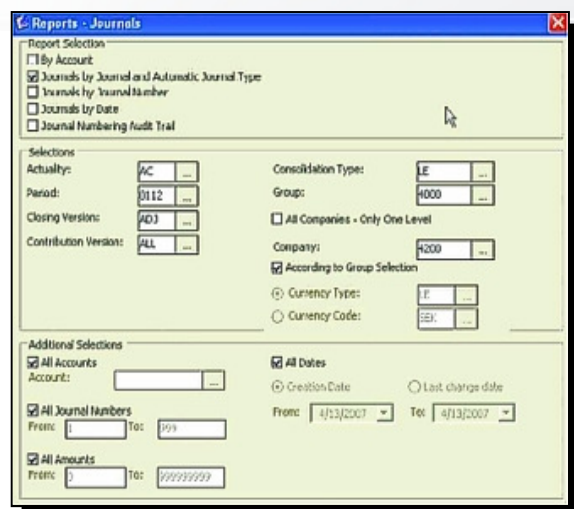 Reports - Journals
Report Selection
By Account
Journals by Journal and Automatic Journal Type
Journals by Journal Number
Journals by Date
Journal Numbering Audit Trail
Selections
Actuality: AC ...
Period: 0112 ...
Closing Version: ADJ ...
Contribution Version: ALL ...
Consolidation Type: LE ...
Group: 4000 ...
All Companies - Only One Level
Company: 4200 ...
According to Group Selection
Currency Type: LE ...
Currency Code: SEK ...
Additional Selections
All Accounts
Account: ...
All Journal Numbers
From: 1 To: 999
All Amounts
From: 0 To: 999999999
All Dates
Creation Date Last change date
From: 4/13/2007 To: 4/13/2007